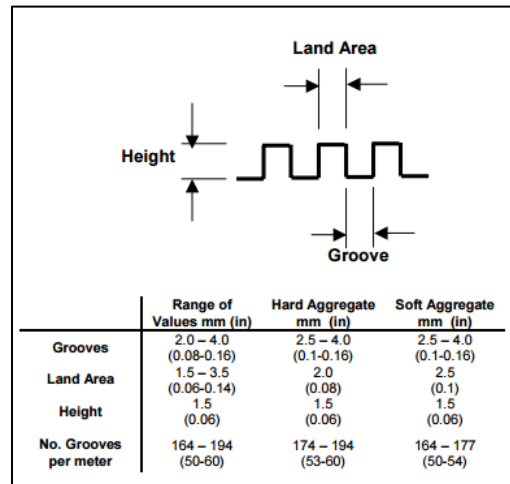 Land Area
Height
Groove
Range of Hard Aggregate Soft Aggregate
Values mm (in) mm (in) mm (in)
Grooves 2.0 – 4.0 2.5 – 4.0 2.5 – 4.0
(0.08-0.16) (0.1-0.16) (0.1-0.16)
Land Area 1.5 – 3.5 2.0 2.5
(0.06-0.14) (0.08) (0.1)
Height 1.5 1.5 1.5
(0.06) (0.06) (0.06)
No. Grooves 164 – 194 174 – 194 164 – 177
per meter (50-60) (53-60) (50-54)